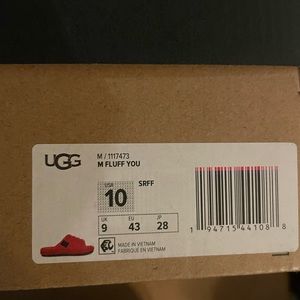 UGG
M / 1117473
M FLUFF YOU
USA
10
SRFF
UK
9
EU
43
JP
28
MADE IN VIETNAM
FABRIQUÉ EN VIETNAM
1 94715 44108 8